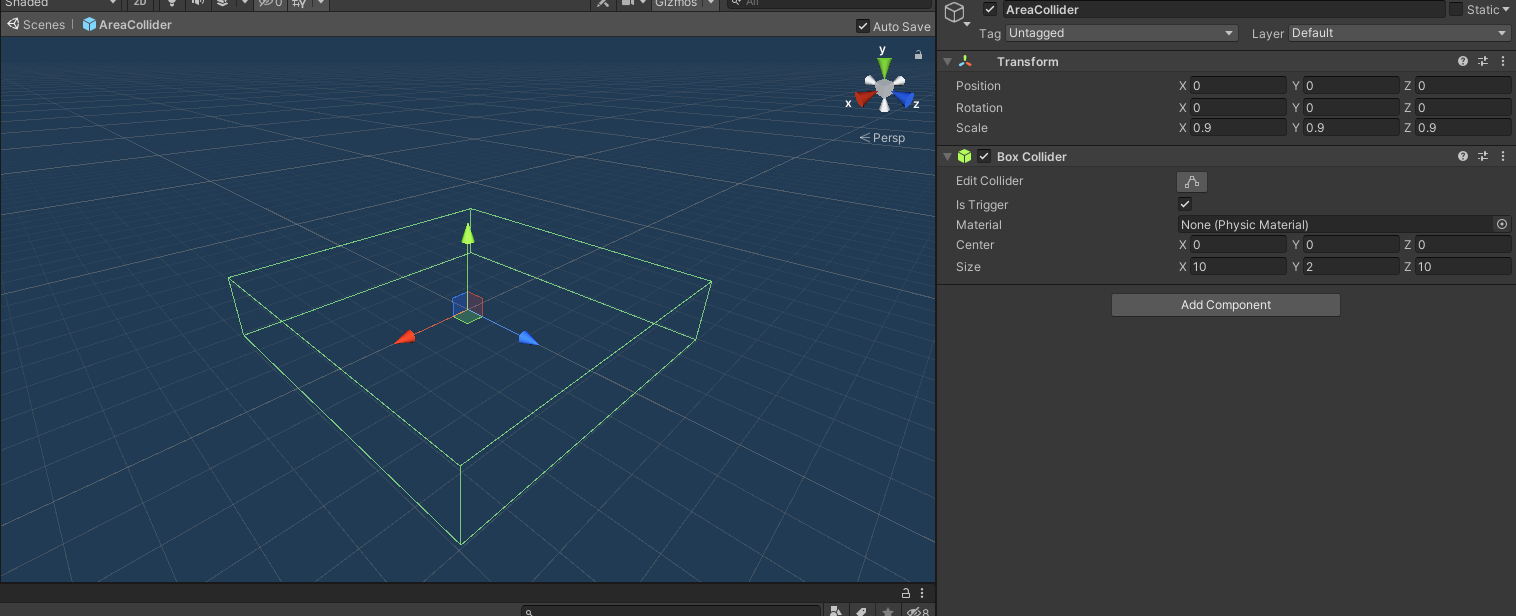 Shaded
2D
0
Gizmos
All
Scenes
AreaCollider
Auto Save
y
x
z
Persp
8
AreaCollider
Static
Tag
Untagged
Layer
Default
Transform
Position X 0 Y 0 Z 0
Rotation X 0 Y 0 Z 0
Scale X 0.9 Y 0.9 Z 0.9
Box Collider
Edit Collider
Is Trigger
Material None (Physic Material)
Center X 0 Y 0 Z 0
Size X 10 Y 2 Z 10
Add Component